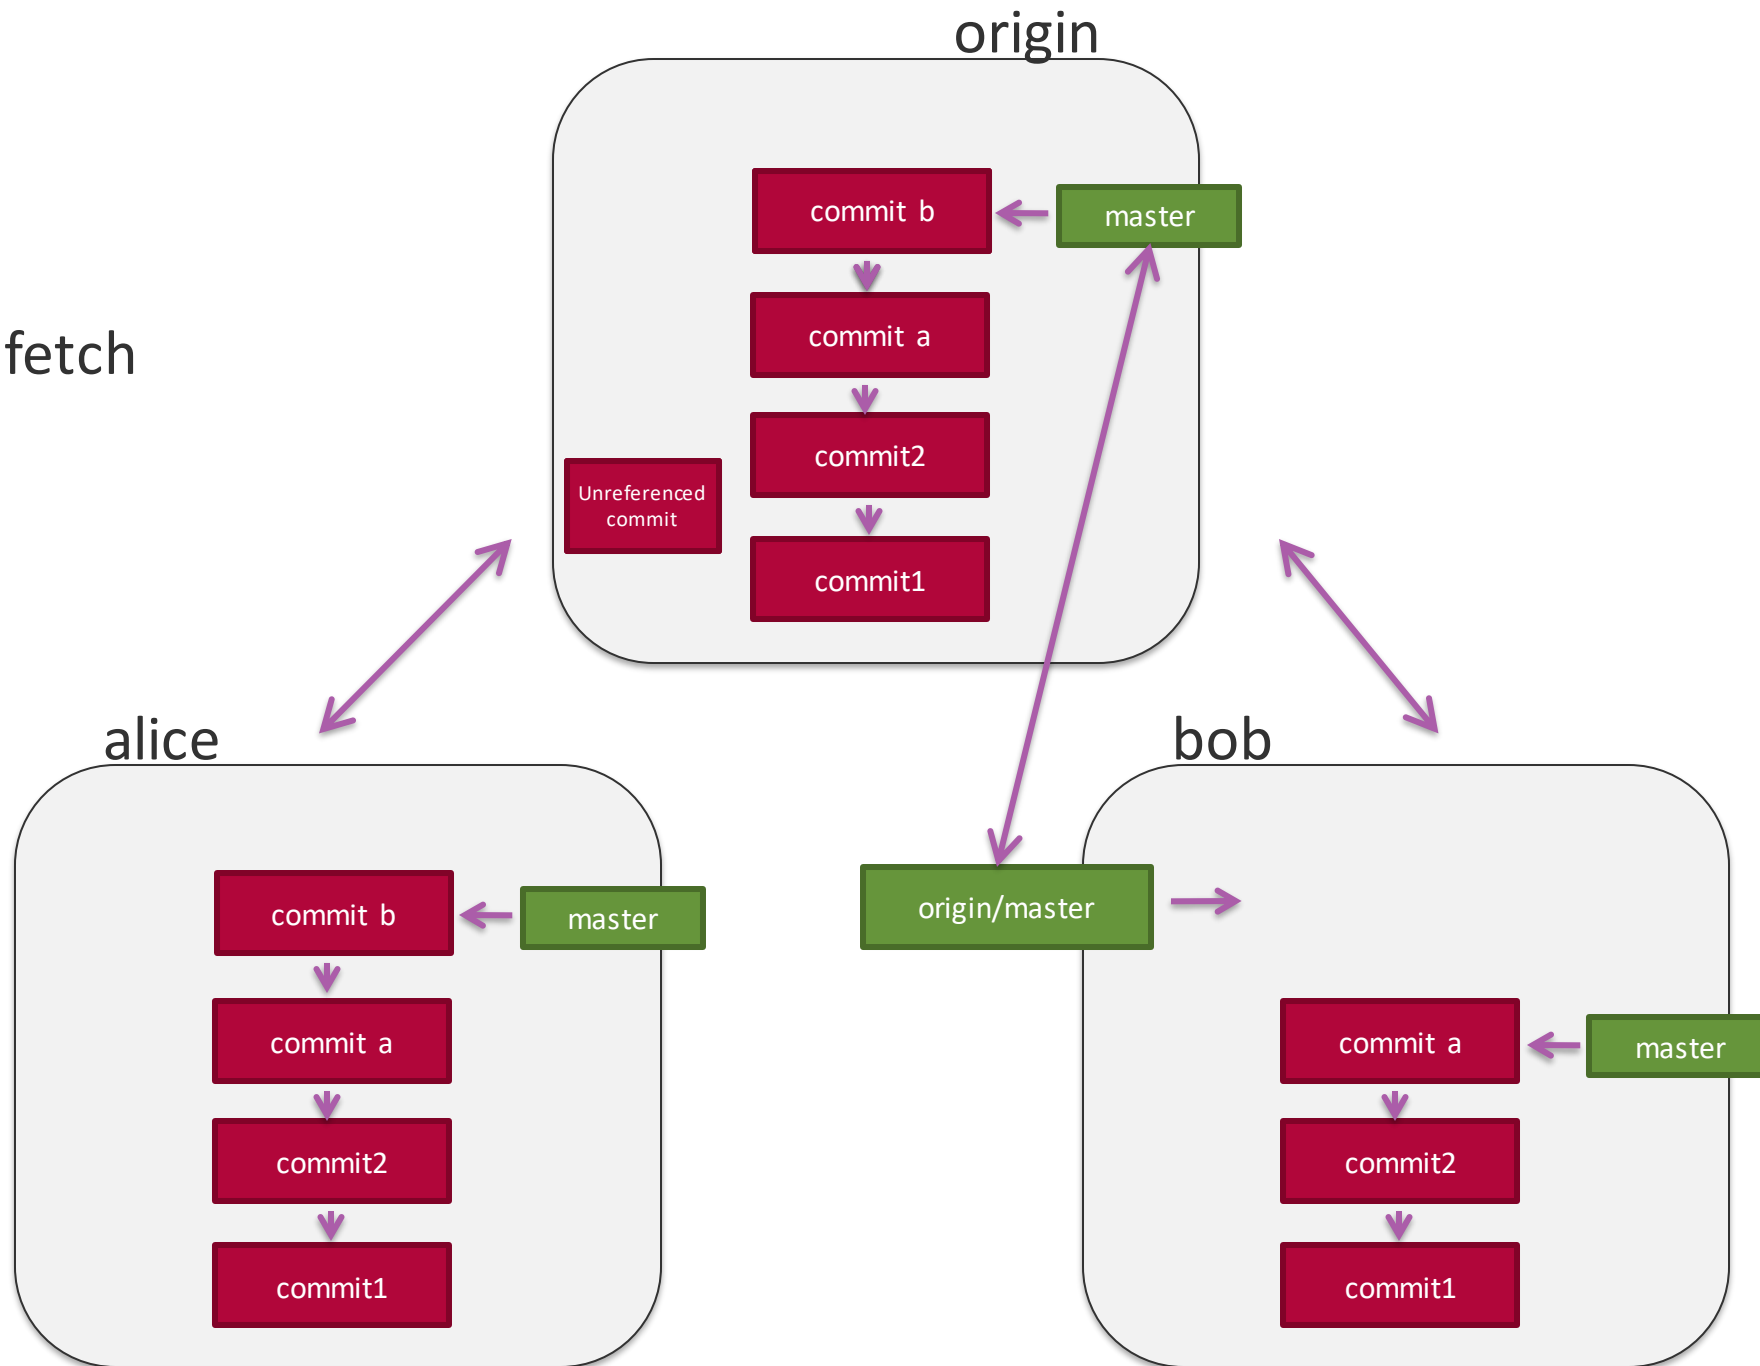 origin
commit b
master
commit a
fetch
commit2
Unreferenced
commit
commit1
alice
bob
commit b
master
origin/master
commit a
commit a
master
commit2
commit2
commit1
commit1